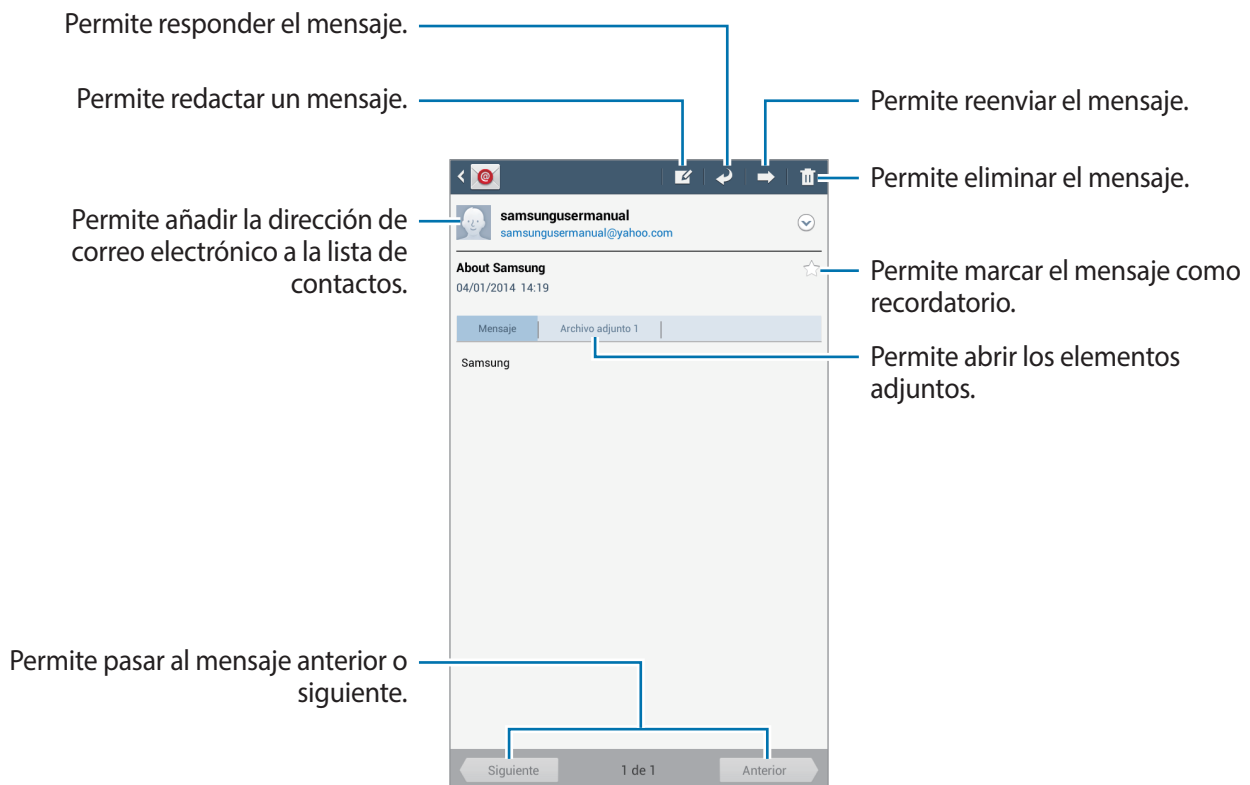 Permite responder el mensaje.
Permite redactar un mensaje.
Permite reenviar el mensaje.
Permite eliminar el mensaje.
Permite añadir la dirección de
correo electrónico a la lista de
contactos.
samsungusermanual
samsungusermanual@yahoo.com
About Samsung
04/01/2014 14:19
Permite marcar el mensaje como
recordatorio.
Mensaje
Archivo adjunto 1
Permite abrir los elementos
adjuntos.
Samsung
Permite pasar al mensaje anterior o
siguiente.
Siguiente
1 de 1
Anterior